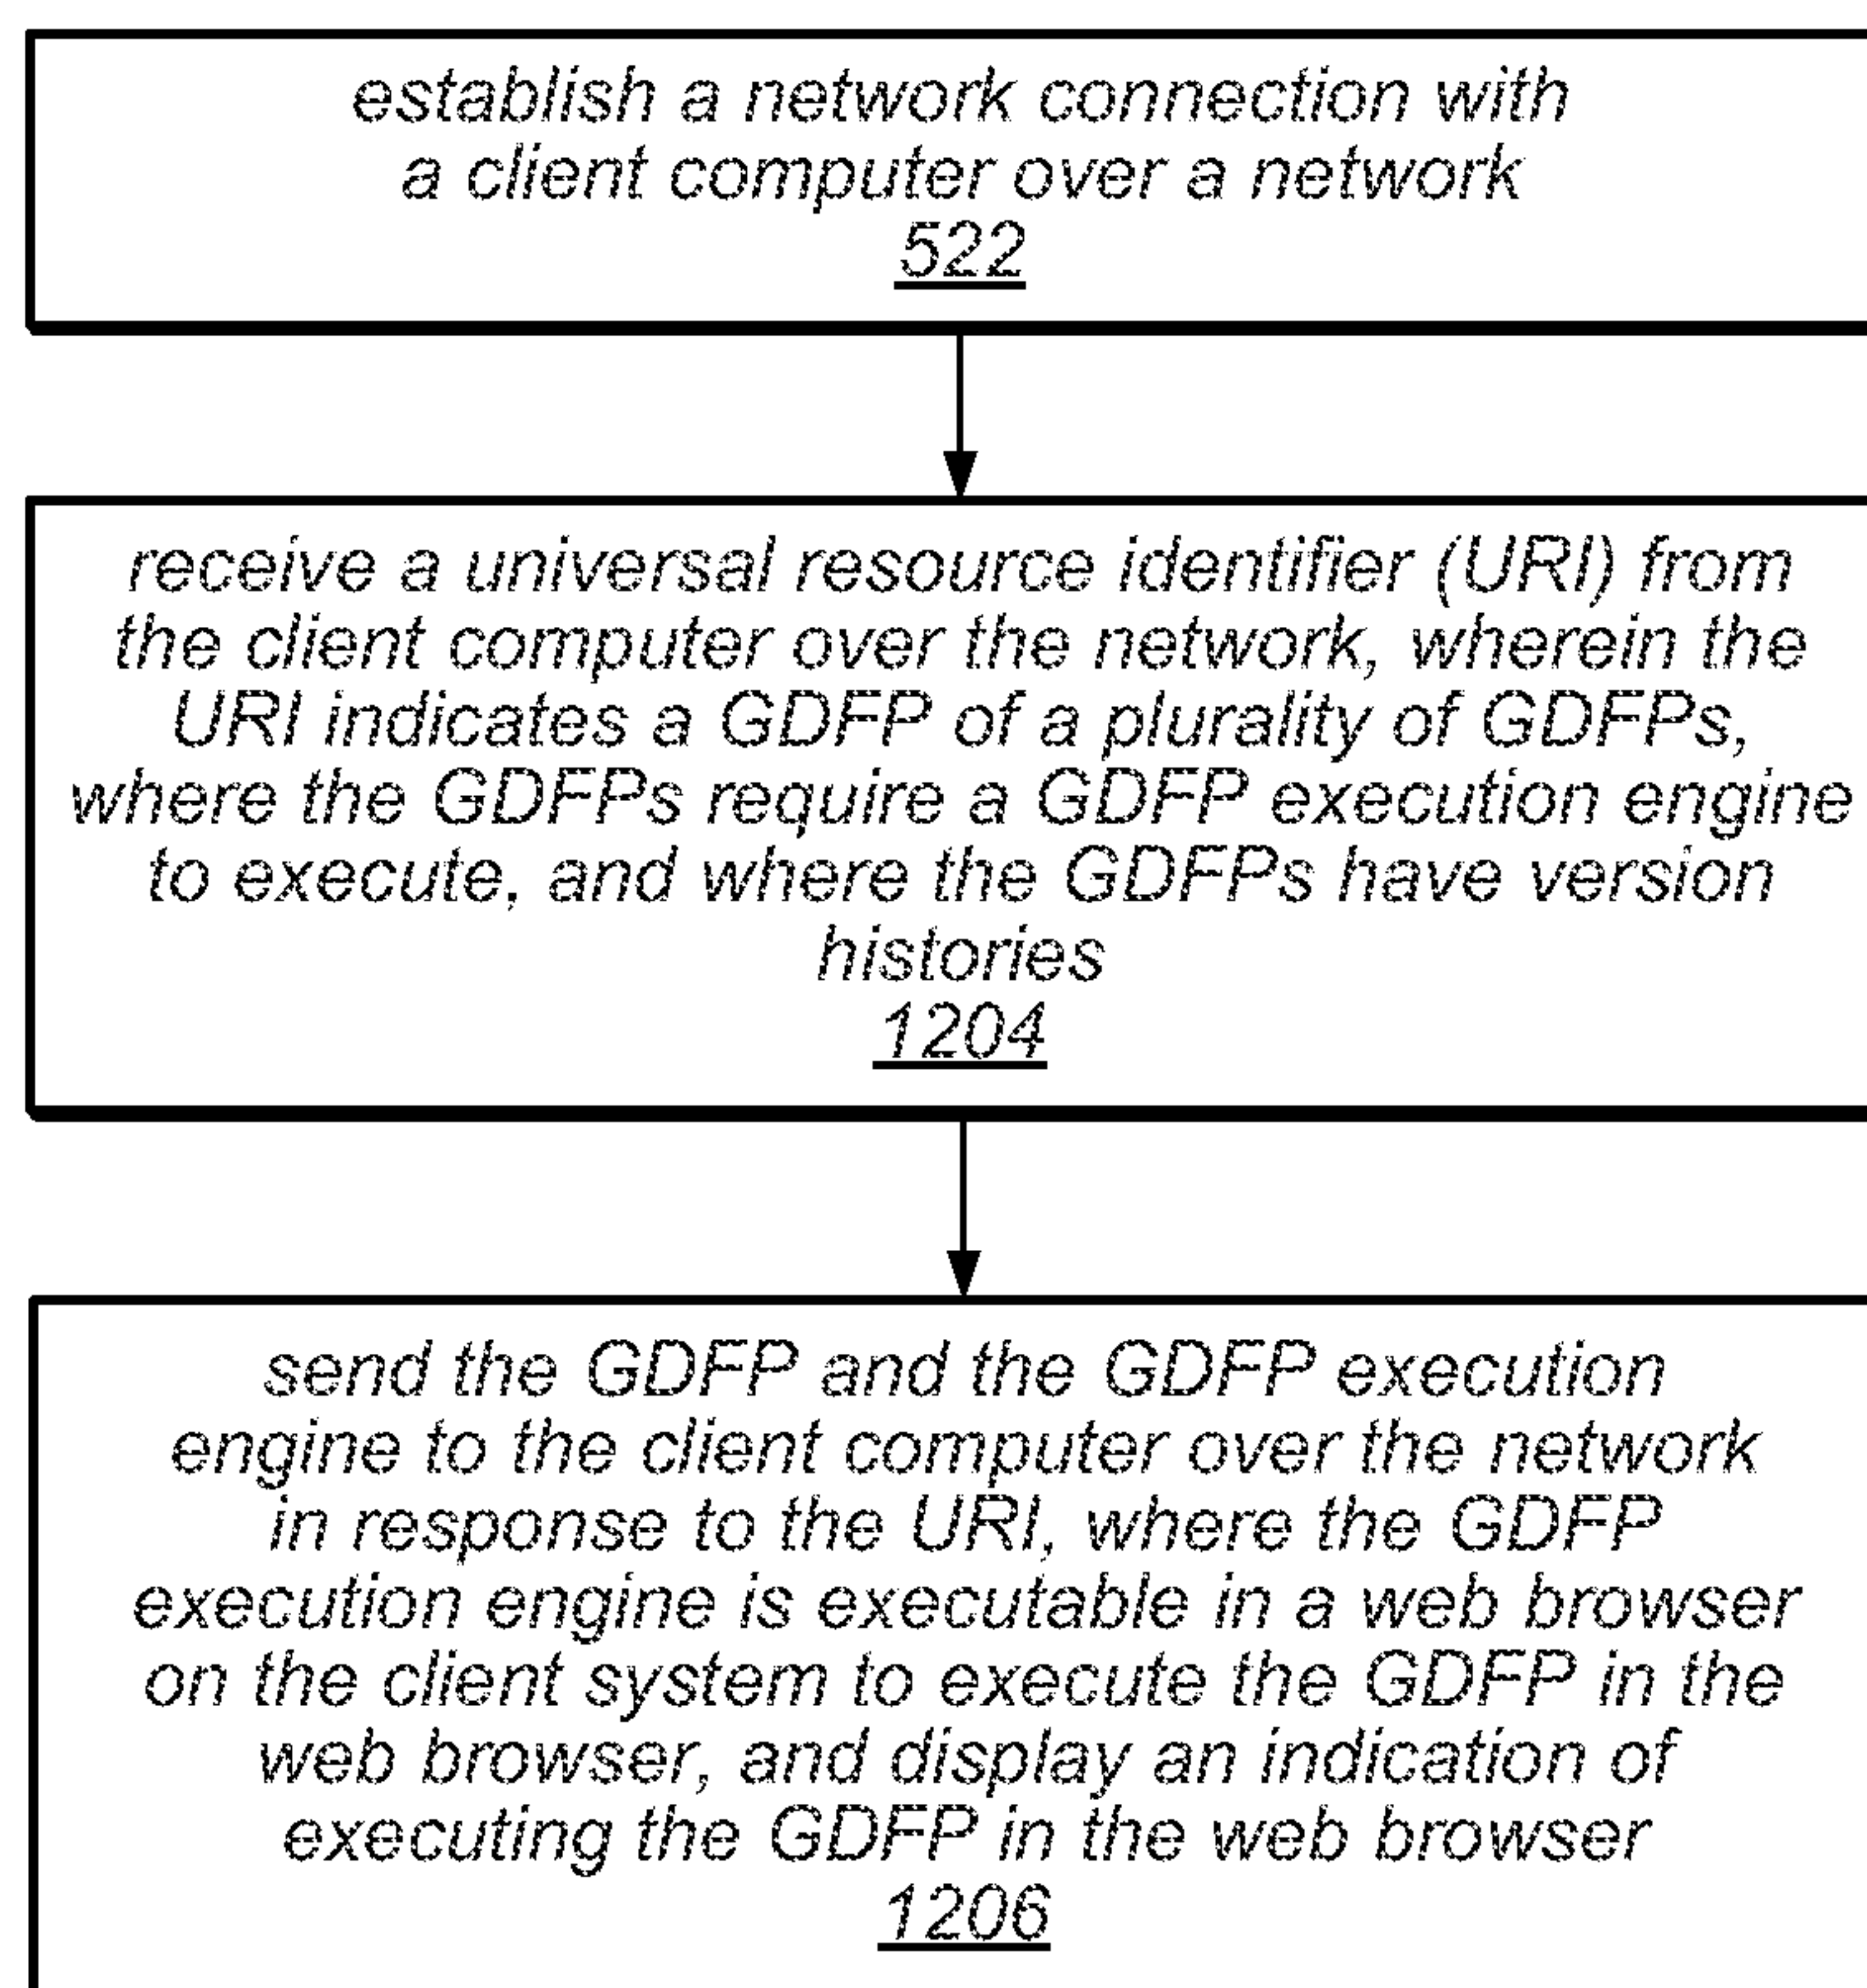 establish a network connection with
a client computer over a network
522
receive a universal resource identifier (URI) from
the client computer over the network, wherein the
URI indicates a GDFP of a plurality of GDFPs,
where the GDFPs require a GDFP execution engine
to execute, and where the GDFPs have version
histories
1204
send the GDFP and the GDFP execution
engine to the client computer over the network
in response to the URI, where the GDFP
execution engine is executable in a web browser
on the client system to execute the GDFP in the
web browser, and display an indication of
executing the GDFP in the web browser
1206